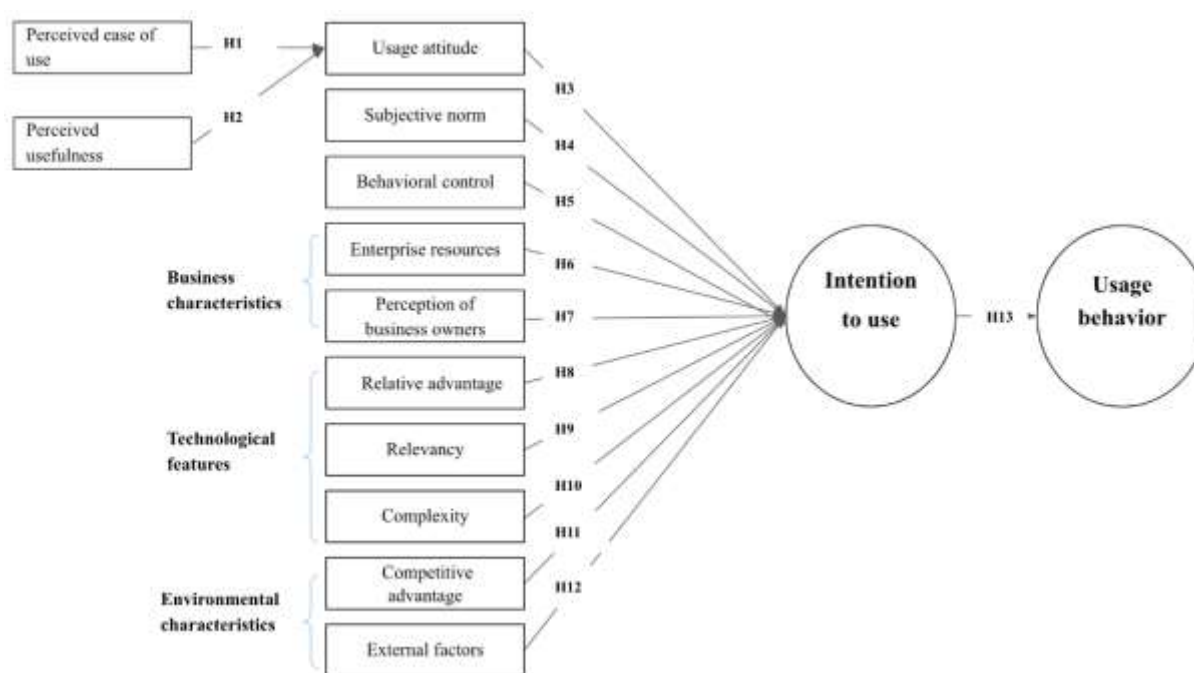 Perceived ease of
use
H1
Usage attitude
H2
Perceived
usefulness
H3
Subjective norm
H4
Behavioral control
H5
Business
characteristics
Enterprise resources
H6
Perception of
business owners
H7
Technological
features
Relative advantage
H8
Relevancy
H9
Complexity
H10
Environmental
characteristics
Competitive
advantage
H11
External factors
H12
Intention
to use
H13
Usage
behavior